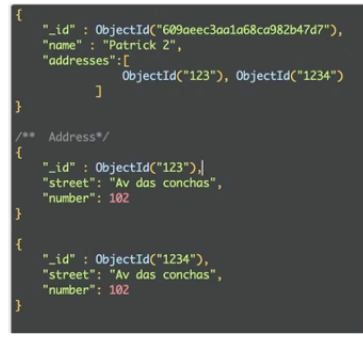 {
"_id" : ObjectId("609aeec3aa1a68ca982b47d7"),
"name" : "Patrick 2",
"addresses":[
ObjectId("123"), ObjectId("1234")
]
}
/** Address*/
{
"_id" : ObjectId("123"),
"street": "Av das conchas",
"number": 102
}
{
"_id" : ObjectId("1234"),
"street": "Av das conchas",
"number": 102
}